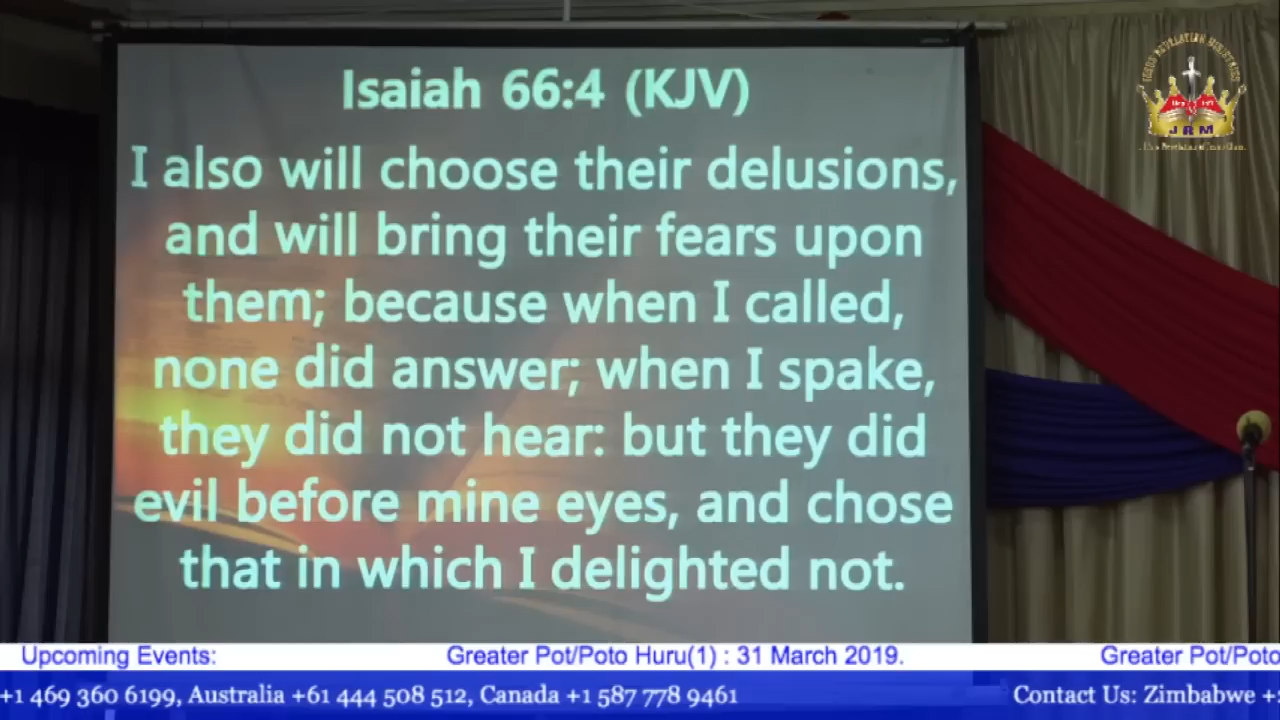 Isaiah 66:4 (KJV)
I also will choose their delusions,
and will bring their fears upon
them; because when I called,
none did answer; when I spake,
they did not hear: but they did
evil before mine eyes, and chose
that in which I delighted not.
JESUS REVELATION MINISTRIES
JRM
Upcoming Events: Greater Pot/Poto Huru(1) : 31 March 2019. Greater Pot/Poto
+1 469 360 6199, Australia +61 444 508 512, Canada +1 587 778 9461 Contact Us: Zimbabwe +